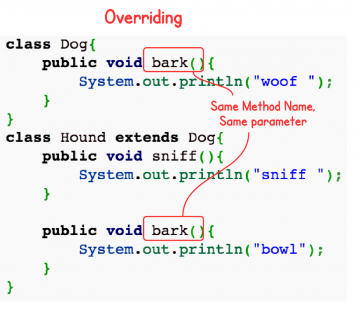 Overriding
class Dog{
    public void bark(){
        System.out.println("woof ");
    }
}
Same Method Name,
Same parameter
class Hound extends Dog{
    public void sniff(){
        System.out.println("sniff ");
    }

    public void bark(){
        System.out.println("bowl");
    }
}